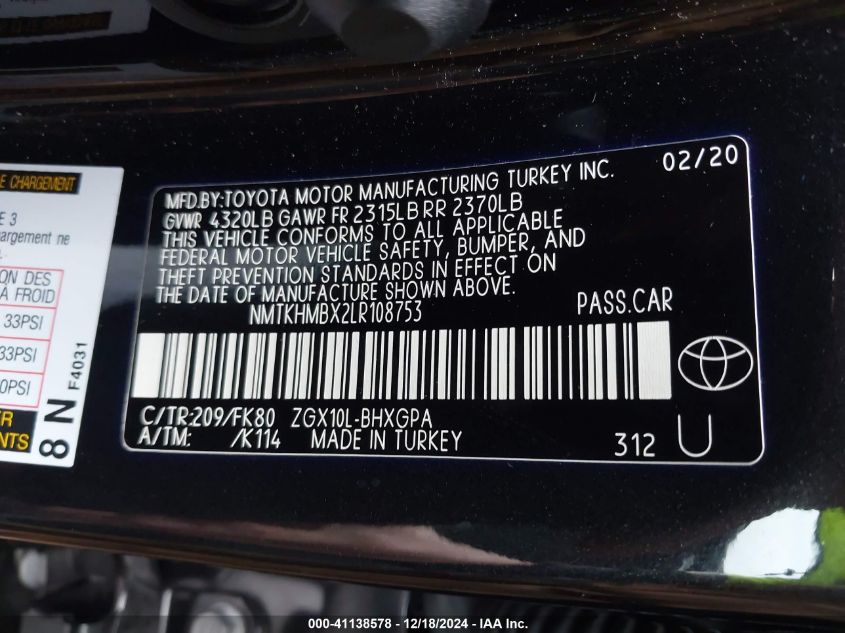 E CHARGEMENT
E 3
argement ne
ON DES
A FROID
33PSI
33PSI
0PSI
ER
NTS
8 N
F4031
02/20
MFD.BY:TOYOTA MOTOR MANUFACTURING TURKEY INC.
GVWR 4320LB GAWR FR 2315LB RR 2370LB
THIS VEHICLE CONFORMS TO ALL APPLICABLE
FEDERAL MOTOR VEHICLE SAFETY, BUMPER, AND
THEFT PREVENTION STANDARDS IN EFFECT ON
THE DATE OF MANUFACTURE SHOWN ABOVE.
NMTKHMBX2LR108753 PASS.CAR
C/TR:209/FK80 ZGX10L-BHXGPA
A/TM: /K114 MADE IN TURKEY 312 U
000-41138578 - 12/18/2024 - IAA Inc.